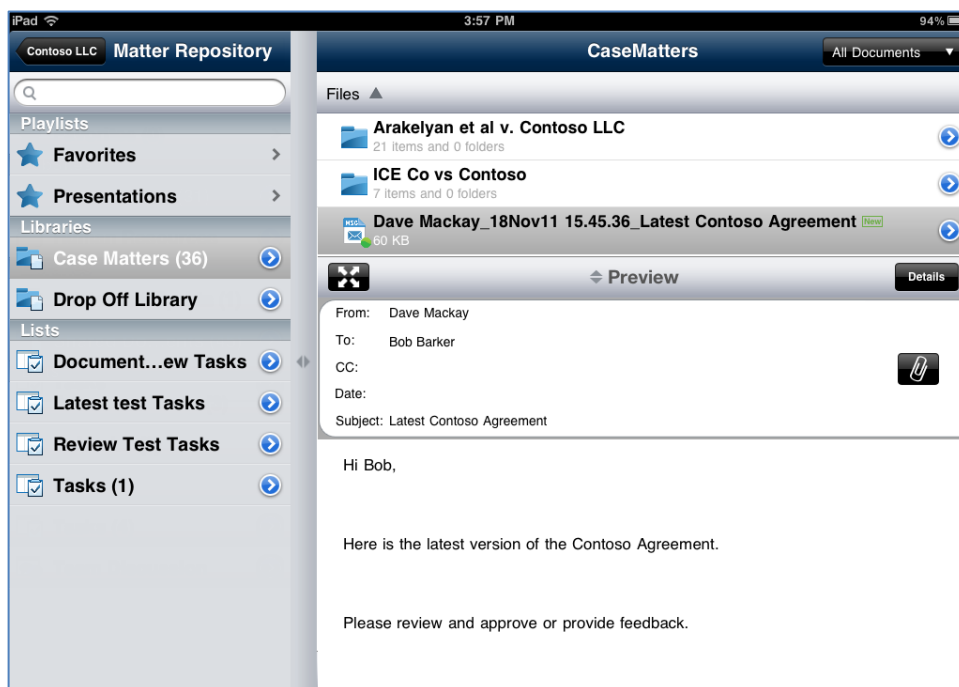 iPad 3:57 PM 94%
Contoso LLC Matter Repository
CaseMatters
All Documents
Playlists
Favorites
Presentations
Libraries
Case Matters (36)
Drop Off Library
Lists
Document...ew Tasks
Latest test Tasks
Review Test Tasks
Tasks (1)
Files
Arakelyan et al v. Contoso LLC
21 items and 0 folders
ICE Co vs Contoso
7 items and 0 folders
MSG
Dave Mackay_18Nov11 15.45.36_Latest Contoso Agreement New
60 KB
Preview
Details
From: Dave Mackay
To: Bob Barker
CC:
Date:
Subject: Latest Contoso Agreement
Hi Bob,
Here is the latest version of the Contoso Agreement.
Please review and approve or provide feedback.